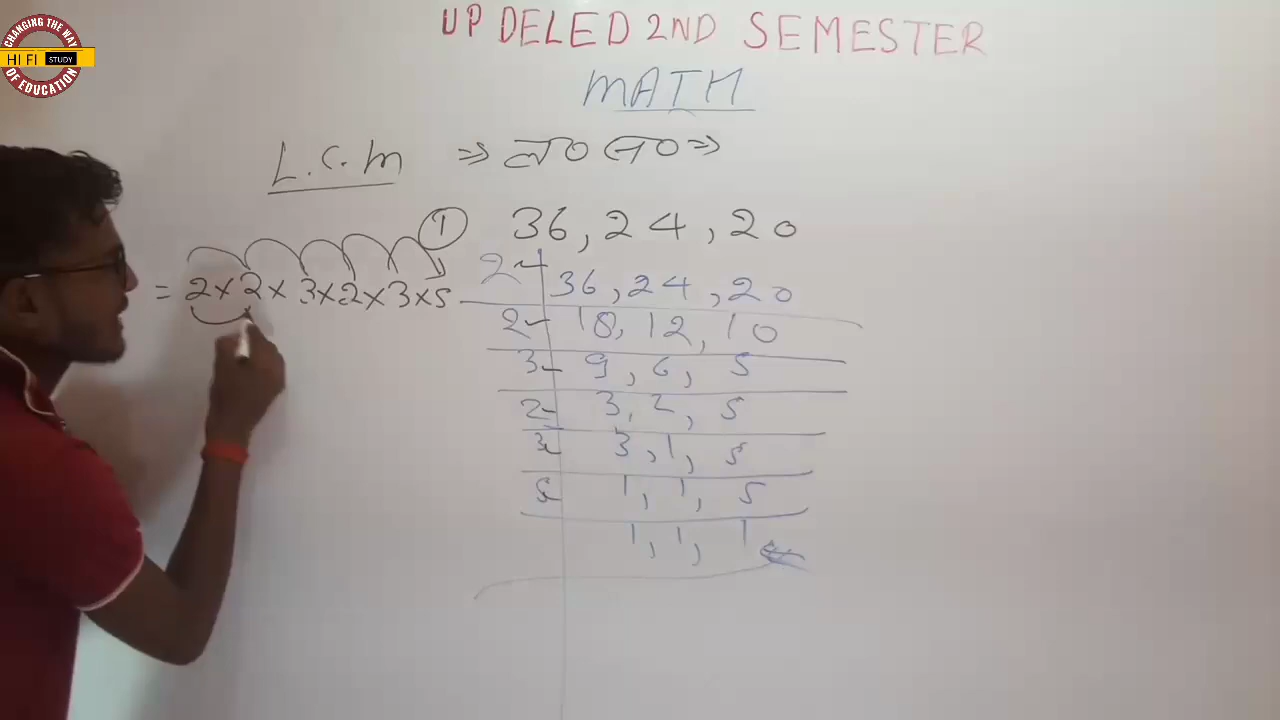 CHANGING THE WAY
HI FI STUDY
OF EDUCATION
UP DELED 2ND SEMESTER
MATH
L.C.M ⇒ ल० स० ⇒
① 36, 24, 20
= 2×2×3×2×3×5
2 36, 24, 20
2 18, 12, 10
3 9, 6, 5
2 3, 2, 5
3 3, 1, 5
5 1, 1, 5
1, 1, 1